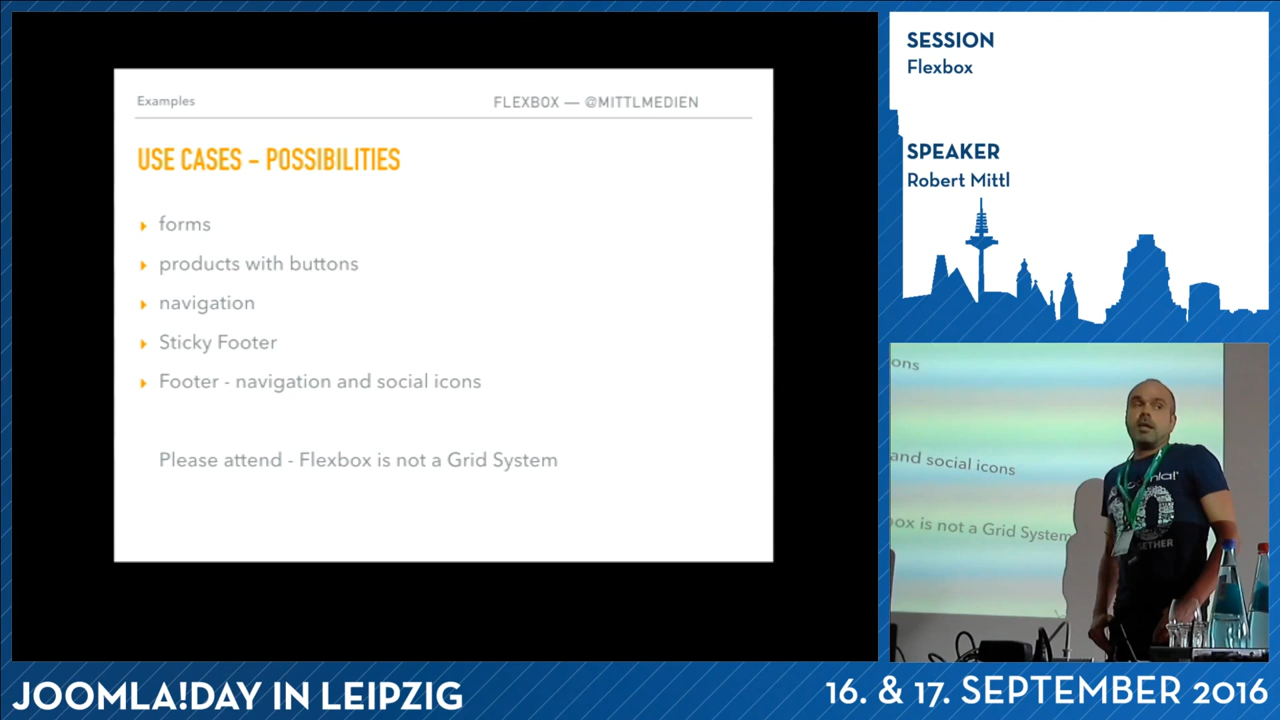 Examples
FLEXBOX — @MITTLMEDIEN
USE CASES – POSSIBILITIES
forms
products with buttons
navigation
Sticky Footer
Footer - navigation and social icons
Please attend - Flexbox is not a Grid System
SESSION
Flexbox
SPEAKER
Robert Mittl
ons
and social icons
box is not a Grid System
JOOMLA!DAY IN LEIPZIG
16. & 17. SEPTEMBER 2016